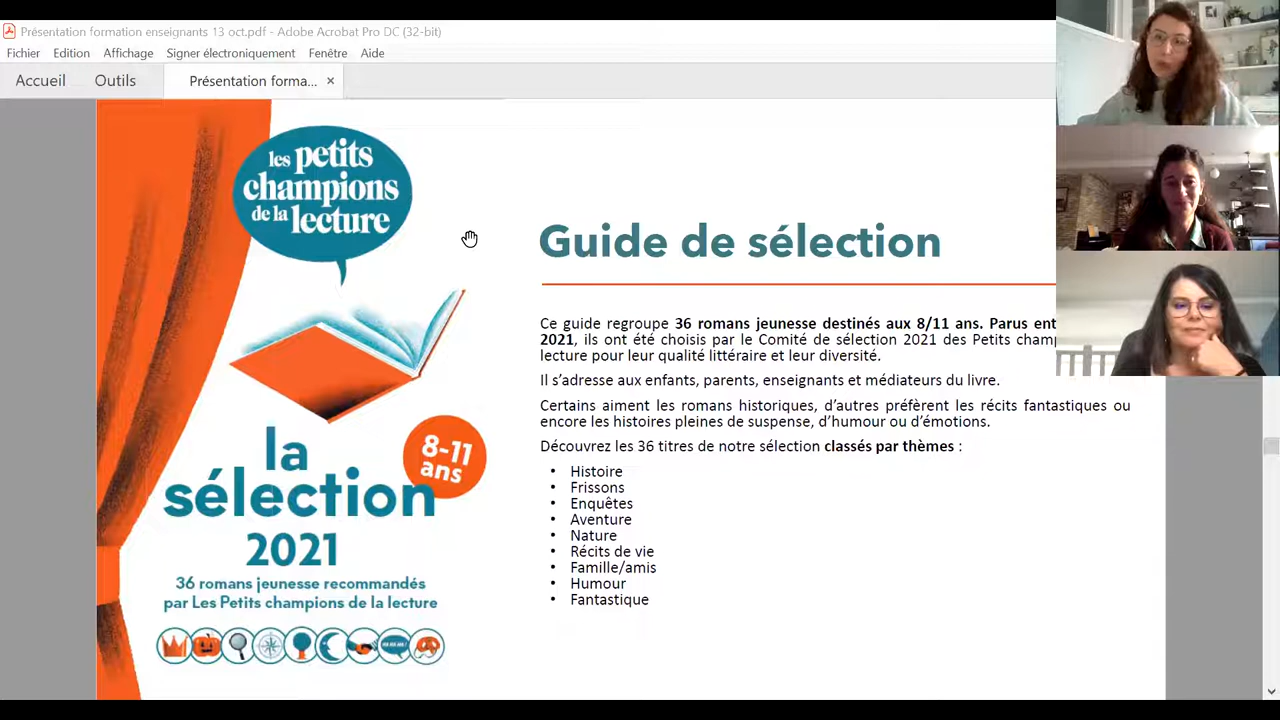 Présentation formation enseignants 13 oct.pdf - Adobe Acrobat Pro DC (32-bit)
Fichier Edition Affichage Signer électroniquement Fenêtre Aide
Accueil Outils Présentation forma... ×
les petits
champions
de la lecture
la
sélection
2021
8-11
ans
36 romans jeunesse recommandés
par Les Petits champions de la lecture
Guide de sélection
Ce guide regroupe 36 romans jeunesse destinés aux 8/11 ans. Parus
2021, ils ont été choisis par le Comité de sélection 2021 des Petits
lecture pour leur qualité littéraire et leur diversité.
Il s’adresse aux enfants, parents, enseignants et médiateurs du livre.
Certains aiment les romans historiques, d’autres préfèrent les récits fantastiques ou
encore les histoires pleines de suspense, d’humour ou d’émotions.
Découvrez les 36 titres de notre sélection classés par thèmes :
• Histoire
• Frissons
• Enquêtes
• Aventure
• Nature
• Récits de vie
• Famille/amis
• Humour
• Fantastique